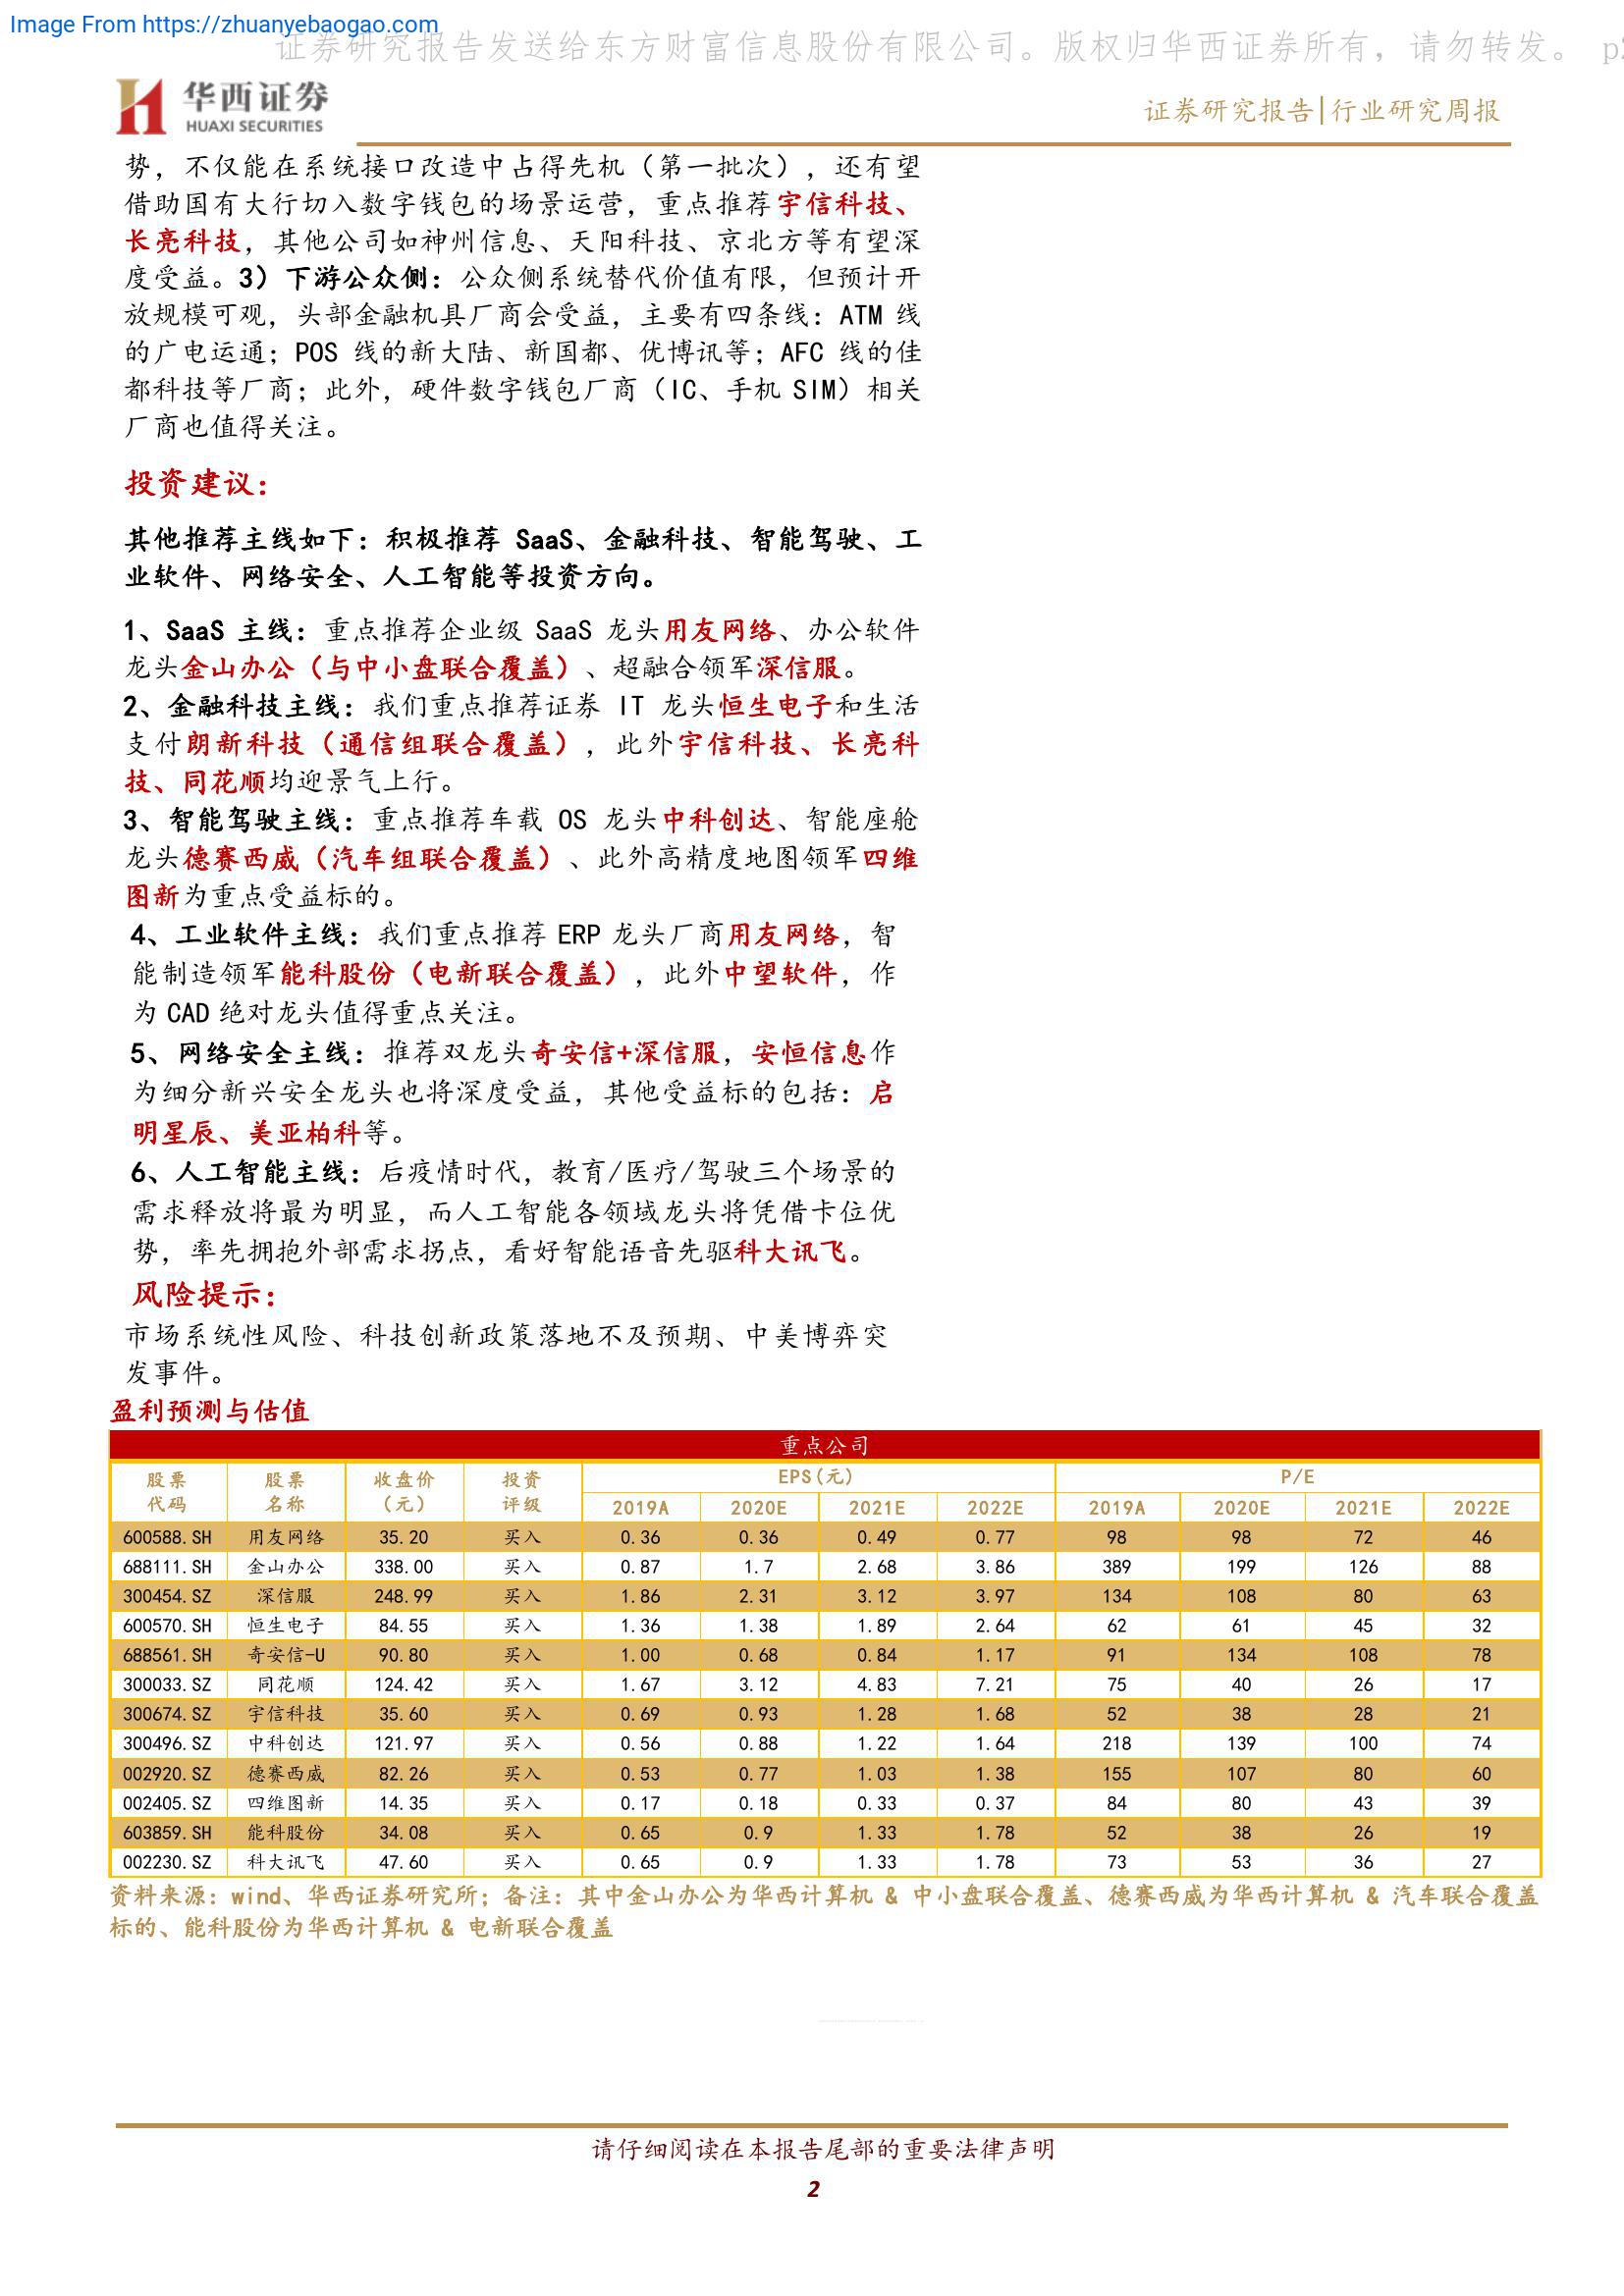 Image From https://zhuanyebaogao.com
证券研究报告发送给东方财富信息股份有限公司。版权归华西证券所有，请勿转发。 p2
华西证券
HUAXI SECURITIES
证券研究报告|行业研究周报
势，不仅能在系统接口改造中占得先机（第一批次），还有望
借助国有大行切入数字钱包的场景运营，重点推荐宇信科技、
长亮科技，其他公司如神州信息、天阳科技、京北方等有望深
度受益。3）下游公众侧：公众侧系统替代价值有限，但预计开
放规模可观，头部金融机具厂商会受益，主要有四条线：ATM 线
的广电运通；POS 线的新大陆、新国都、优博讯等；AFC 线的佳
都科技等厂商；此外，硬件数字钱包厂商（IC、手机 SIM）相关
厂商也值得关注。
投资建议：
其他推荐主线如下：积极推荐 SaaS、金融科技、智能驾驶、工
业软件、网络安全、人工智能等投资方向。
1、SaaS 主线：重点推荐企业级 SaaS 龙头用友网络、办公软件
龙头金山办公（与中小盘联合覆盖）、超融合领军深信服。
2、金融科技主线：我们重点推荐证券 IT 龙头恒生电子和生活
支付朗新科技（通信组联合覆盖），此外宇信科技、长亮科
技、同花顺均迎景气上行。
3、智能驾驶主线：重点推荐车载 OS 龙头中科创达、智能座舱
龙头德赛西威（汽车组联合覆盖）、此外高精度地图领军四维
图新为重点受益标的。
4、工业软件主线：我们重点推荐 ERP 龙头厂商用友网络，智
能制造领军能科股份（电新联合覆盖），此外中望软件，作
为 CAD 绝对龙头值得重点关注。
5、网络安全主线：推荐双龙头奇安信+深信服，安恒信息作
为细分新兴安全龙头也将深度受益，其他受益标的包括：启
明星辰、美亚柏科等。
6、人工智能主线：后疫情时代，教育/医疗/驾驶三个场景的
需求释放将最为明显，而人工智能各领域龙头将凭借卡位优
势，率先拥抱外部需求拐点，看好智能语音先驱科大讯飞。
风险提示：
市场系统性风险、科技创新政策落地不及预期、中美博弈突
发事件。
盈利预测与估值
重点公司
股票代码 股票名称 收盘价（元） 投资评级 EPS(元) P/E
2019A 2020E 2021E 2022E 2019A 2020E 2021E 2022E
600588.SH 用友网络 35.20 买入 0.36 0.36 0.49 0.77 98 98 72 46
688111.SH 金山办公 338.00 买入 0.87 1.7 2.68 3.86 389 199 126 88
300454.SZ 深信服 248.99 买入 1.86 2.31 3.12 3.97 134 108 80 63
600570.SH 恒生电子 84.55 买入 1.36 1.38 1.89 2.64 62 61 45 32
688561.SH 奇安信-U 90.80 买入 1.00 0.68 0.84 1.17 91 134 108 78
300033.SZ 同花顺 124.42 买入 1.67 3.12 4.83 7.21 75 40 26 17
300674.SZ 宇信科技 35.60 买入 0.69 0.93 1.28 1.68 52 38 28 21
300496.SZ 中科创达 121.97 买入 0.56 0.88 1.22 1.64 218 139 100 74
002920.SZ 德赛西威 82.26 买入 0.53 0.77 1.03 1.38 155 107 80 60
002405.SZ 四维图新 14.35 买入 0.17 0.18 0.33 0.37 84 80 43 39
603859.SH 能科股份 34.08 买入 0.65 0.9 1.33 1.78 52 38 26 19
002230.SZ 科大讯飞 47.60 买入 0.65 0.9 1.33 1.78 73 53 36 27
资料来源：wind、华西证券研究所；备注：其中金山办公为华西计算机 & 中小盘联合覆盖、德赛西威为华西计算机 & 汽车联合覆盖
标的、能科股份为华西计算机 & 电新联合覆盖
请仔细阅读在本报告尾部的重要法律声明
2